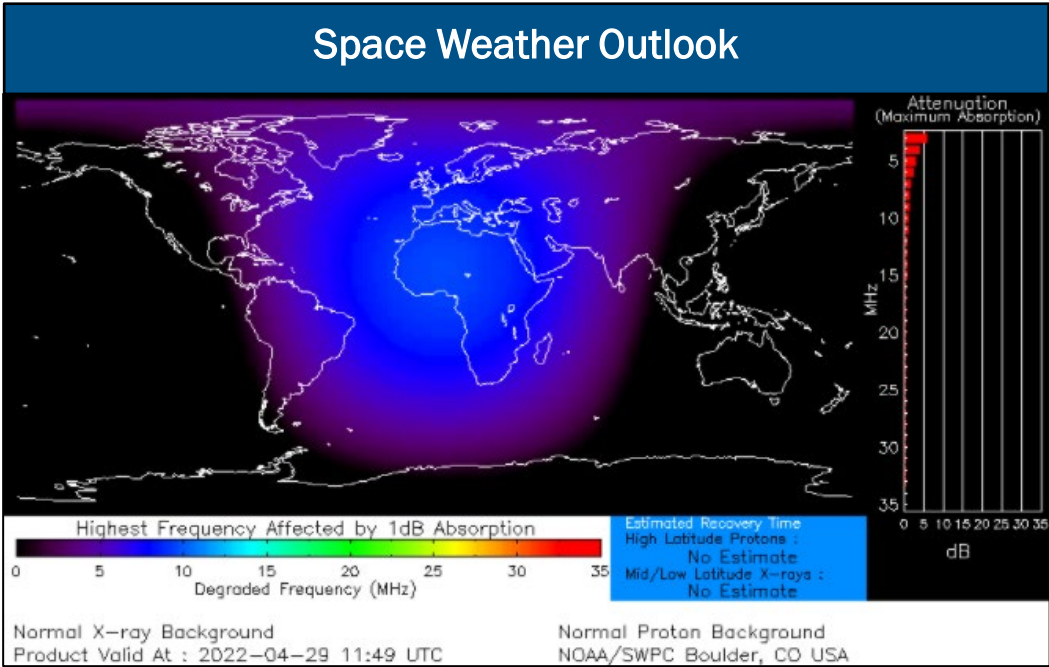 Space Weather Outlook
Attenuation
(Maximum Absorption)
5
10
15
20
25
30
35
MHz
0 5 10 15 20 25 30 35
dB
Highest Frequency Affected by 1dB Absorption
0 5 10 15 20 25 30 35
Degraded Frequency (MHz)
Estimated Recovery Time
High Latitude Protons :
No Estimate
Mid/Low Latitude X-rays :
No Estimate
Normal X-ray Background
Normal Proton Background
Product Valid At : 2022-04-29 11:49 UTC
NOAA/SWPC Boulder, CO USA